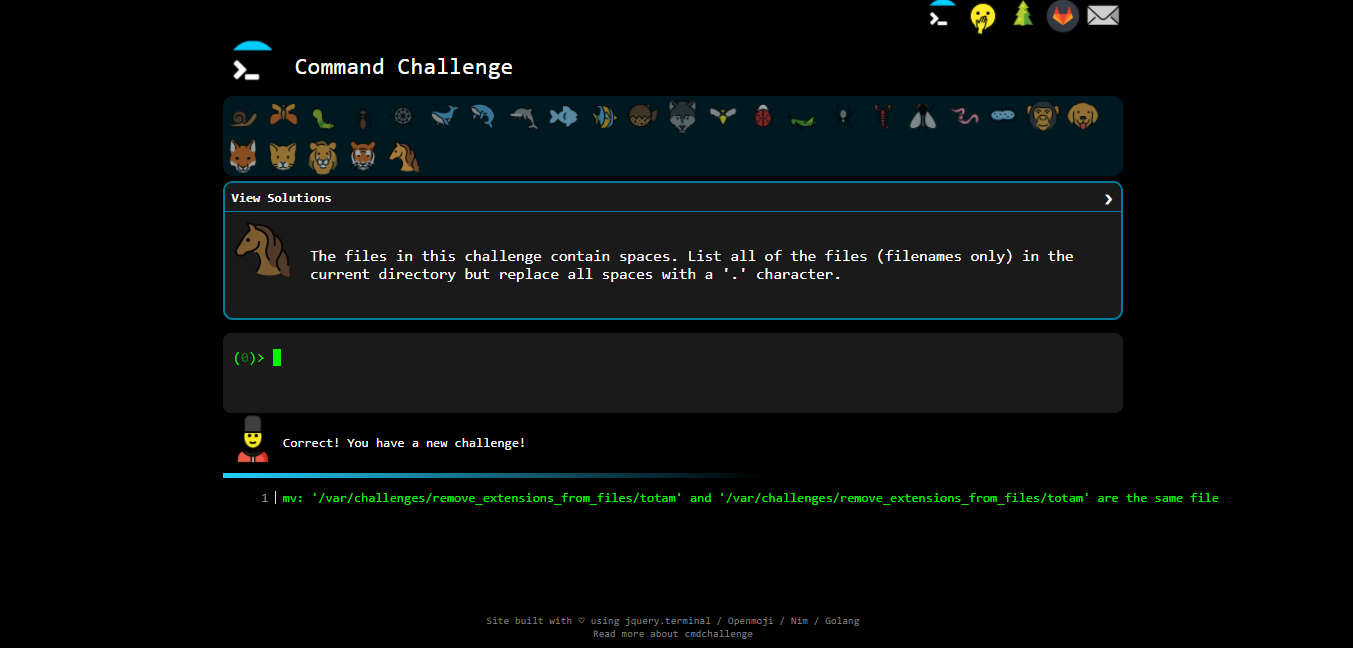 Command Challenge
View Solutions ❯
The files in this challenge contain spaces. List all of the files (filenames only) in the
current directory but replace all spaces with a '.' character.
(0)>
Correct! You have a new challenge!
1 mv: '/var/challenges/remove_extensions_from_files/totam' and '/var/challenges/remove_extensions_from_files/totam' are the same file
Site built with ♡ using jquery.terminal / Openmoji / Nim / Golang
Read more about cmdchallenge